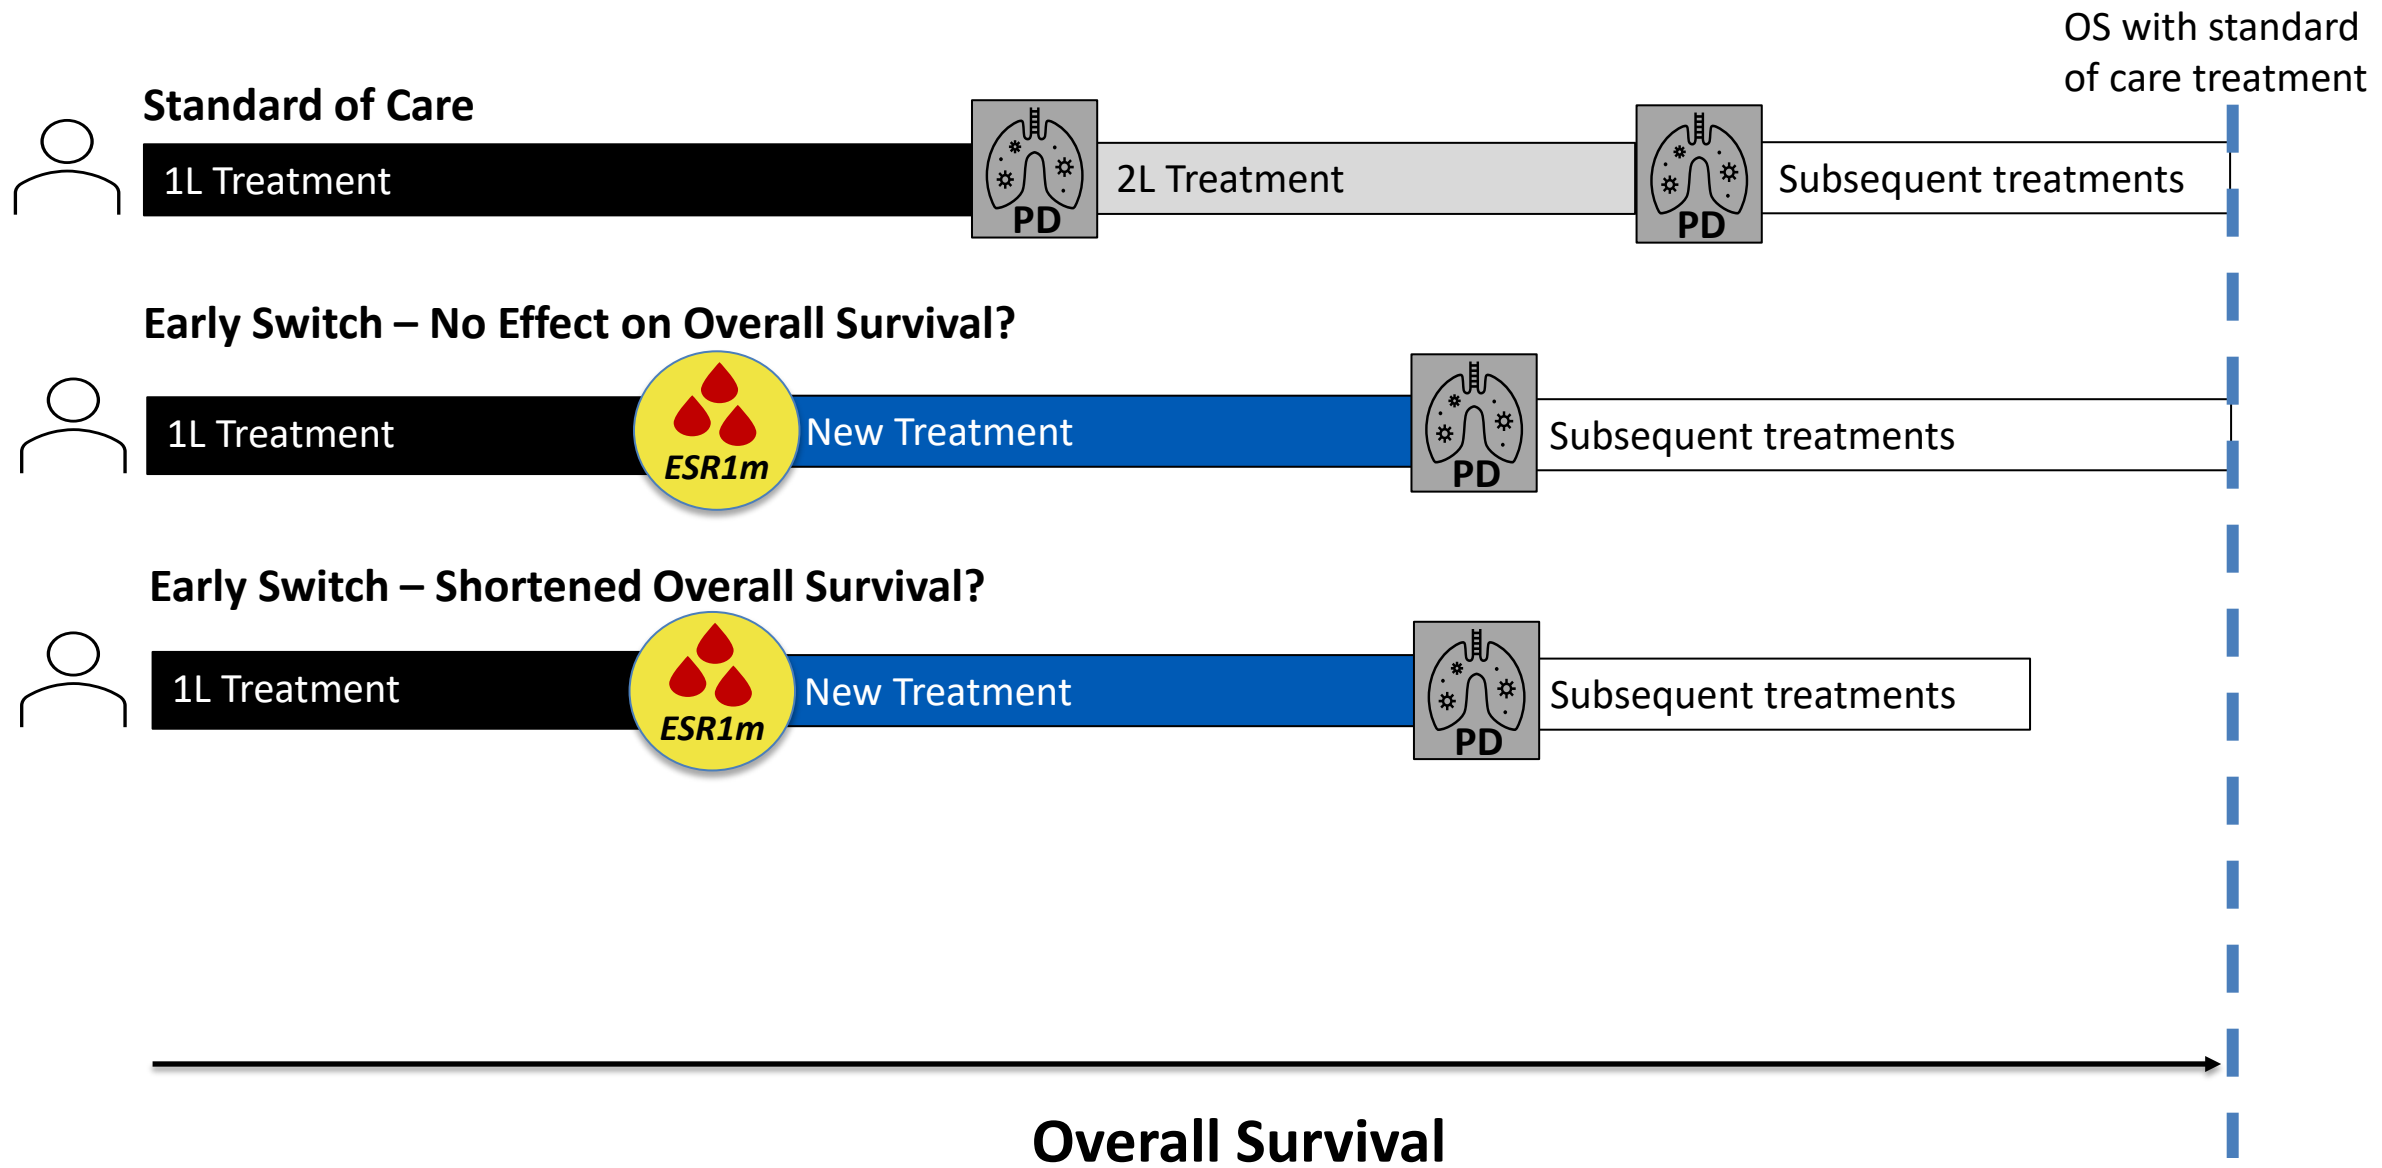 OS with standard
of care treatment
Standard of Care
1L Treatment
PD
2L Treatment
PD
Subsequent treatments
Early Switch – No Effect on Overall Survival?
1L Treatment
ESR1m
New Treatment
PD
Subsequent treatments
Early Switch – Shortened Overall Survival?
1L Treatment
ESR1m
New Treatment
PD
Subsequent treatments
Overall Survival